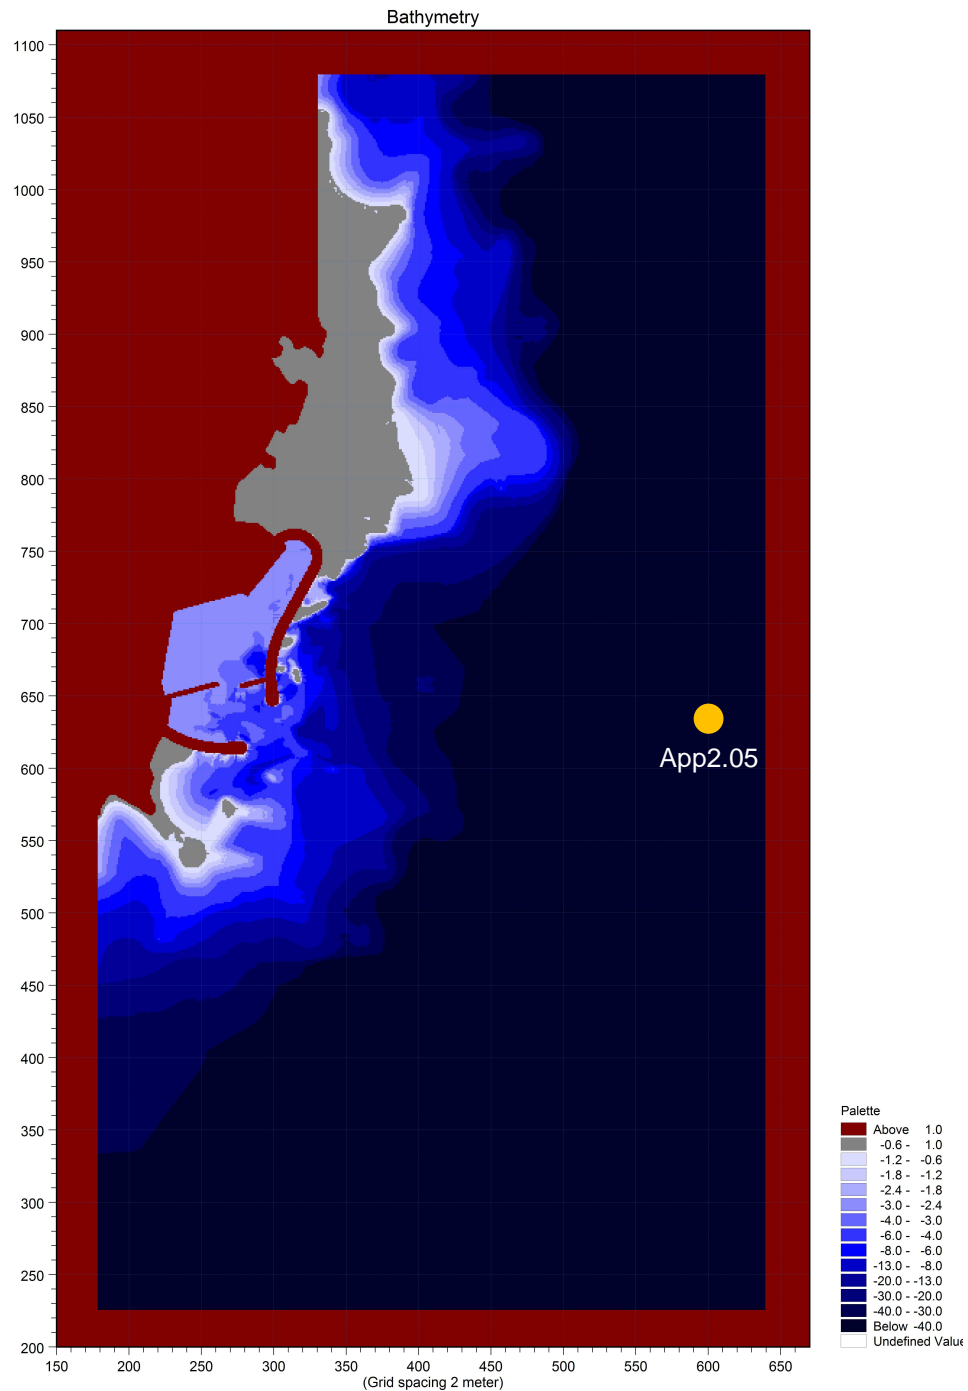 Bathymetry
1100
1050
1000
950
900
850
800
750
700
650
600
550
500
450
400
350
300
250
200
App2.05
150 200 250 300 350 400 450 500 550 600 650
(Grid spacing 2 meter)
Palette
Above 1.0
-0.6 - 1.0
-1.2 - -0.6
-1.8 - -1.2
-2.4 - -1.8
-3.0 - -2.4
-4.0 - -3.0
-6.0 - -4.0
-8.0 - -6.0
-13.0 - -8.0
-20.0 - -13.0
-30.0 - -20.0
-40.0 - -30.0
Below -40.0
Undefined Value